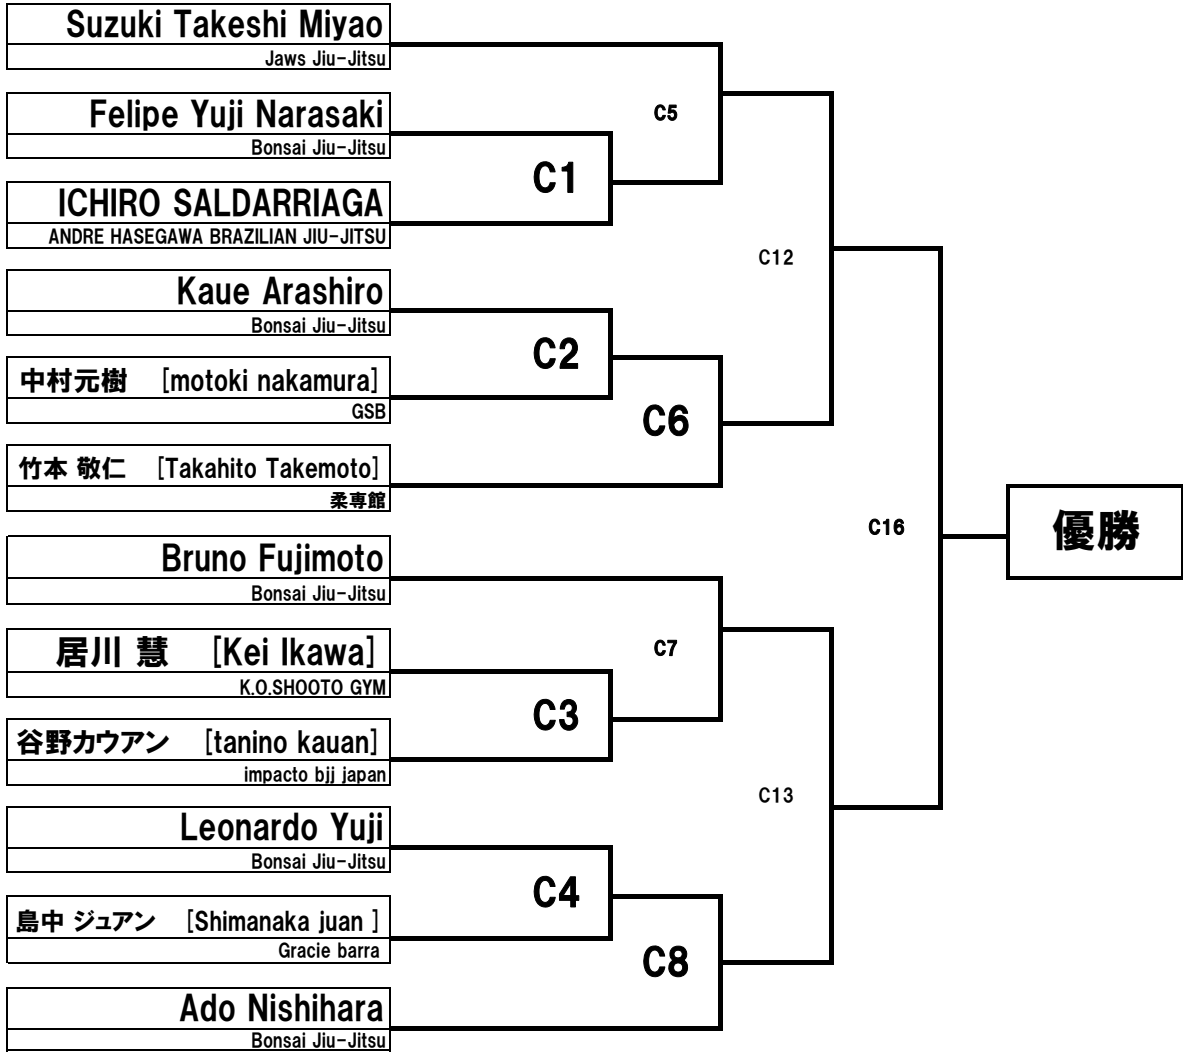 Suzuki Takeshi Miyao
Jaws Jiu-Jitsu
Felipe Yuji Narasaki
Bonsai Jiu-Jitsu
C5
C1
ICHIRO SALDARRIAGA
ANDRE HASEGAWA BRAZILIAN JIU-JITSU
C12
Kaue Arashiro
Bonsai Jiu-Jitsu
C2
中村元樹 [motoki nakamura]
GSB
C6
竹本 敬仁 [Takahito Takemoto]
柔専館
C16
優勝
Bruno Fujimoto
Bonsai Jiu-Jitsu
居川 慧 [Kei Ikawa]
K.O.SHOOTO GYM
C7
C3
谷野カウアン [tanino kauan]
impacto bjj japan
C13
Leonardo Yuji
Bonsai Jiu-Jitsu
C4
島中 ジュアン [Shimanaka juan ]
Gracie barra
C8
Ado Nishihara
Bonsai Jiu-Jitsu